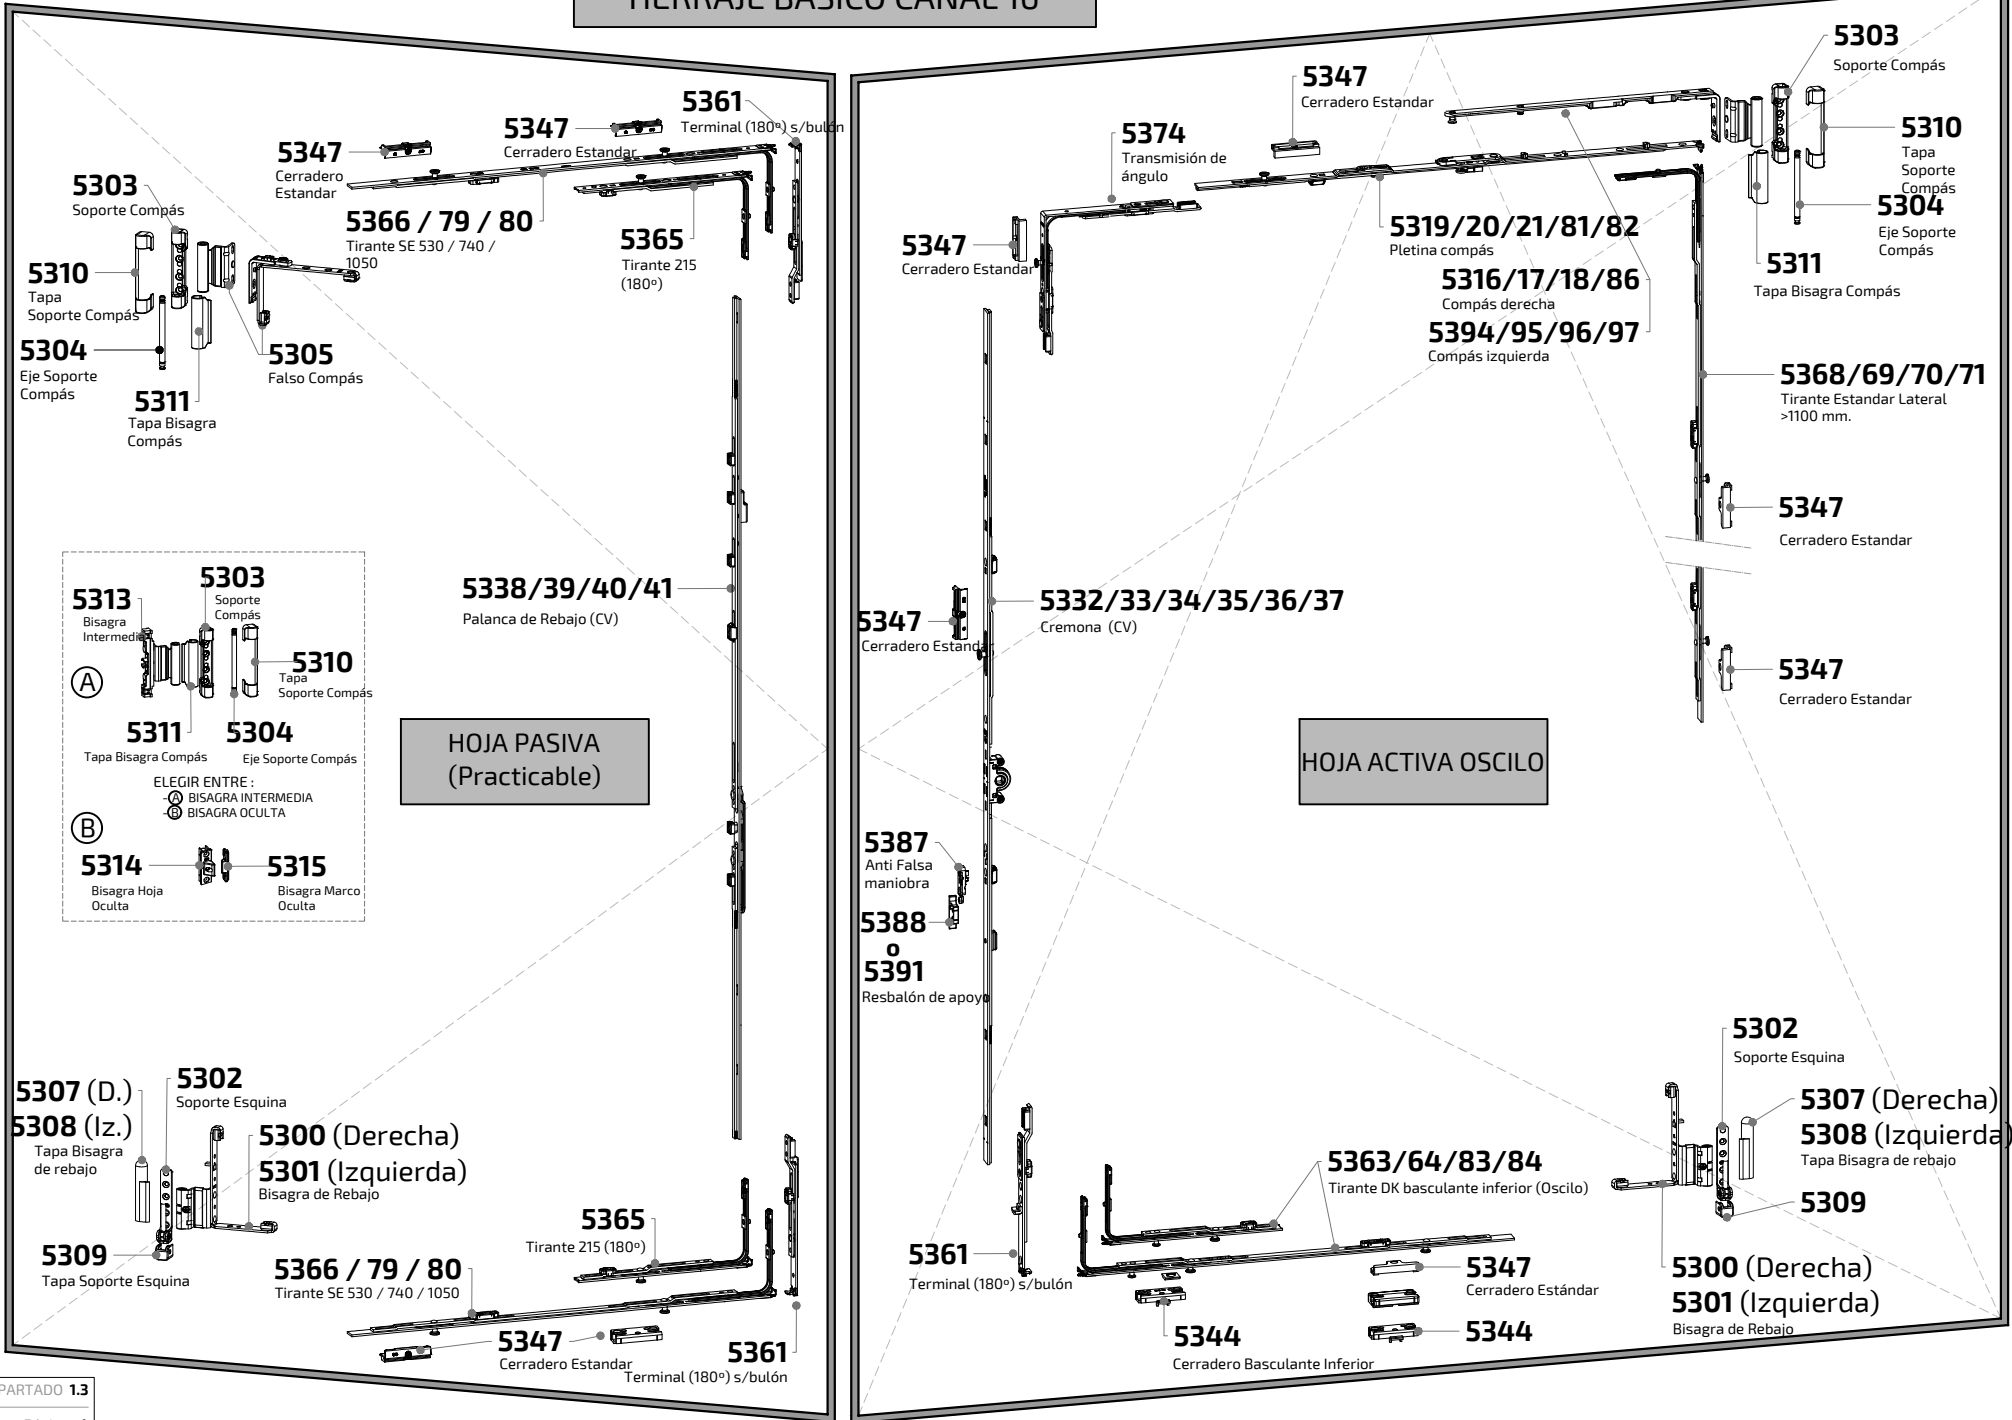 HERRAJE BÁSICO CANAL 16
5361
Terminal (180º) s/bulón
5347
Cerradero Estandar
5347
Cerradero
Estandar
5303
Soporte Compás
5366 / 79 / 80
Tirante SE 530 / 740 /
1050
5365
Tirante 215
(180º)
5310
Tapa
Soporte Compás
5304
Eje Soporte
Compás
5305
Falso Compás
5311
Tapa Bisagra
Compás
5338/39/40/41
Palanca de Rebajo (CV)
5313
Bisagra
Intermedia
5303
Soporte
Compás
5310
Tapa
Soporte Compás
A
5311
Tapa Bisagra Compás
5304
Eje Soporte Compás
ELEGIR ENTRE :
-A BISAGRA INTERMEDIA
-B BISAGRA OCULTA
B
5314
Bisagra Hoja
Oculta
5315
Bisagra Marco
Oculta
HOJA PASIVA
(Practicable)
5307 (D.)
5308 (Iz.)
Tapa Bisagra
de rebajo
5302
Soporte Esquina
5300 (Derecha)
5301 (Izquierda)
Bisagra de Rebajo
5309
Tapa Soporte Esquina
5365
Tirante 215 (180º)
5366 / 79 / 80
Tirante SE 530 / 740 / 1050
5347
Cerradero Estandar
5361
Terminal (180º) s/bulón
5303
Soporte Compás
5347
Cerradero Estandar
5374
Transmisión de
ángulo
5310
Tapa
Soporte
Compás
5304
Eje Soporte
Compás
5347
Cerradero Estandar
5319/20/21/81/82
Pletina compás
5311
Tapa Bisagra Compás
5316/17/18/86
Compás derecha
5394/95/96/97
Compás izquierda
5368/69/70/71
Tirante Estandar Lateral
>1100 mm.
5347
Cerradero Estandar
5332/33/34/35/36/37
Cremona (CV)
5347
Cerradero Estandar
5347
Cerradero Estandar
HOJA ACTIVA OSCILO
5387
Anti Falsa
maniobra
5388
o
5391
Resbalón de apoyo
5302
Soporte Esquina
5307 (Derecha)
5308 (Izquierda)
Tapa Bisagra de rebajo
5309
5363/64/83/84
Tirante DK basculante inferior (Oscilo)
5361
Terminal (180º) s/bulón
5347
Cerradero Estándar
5300 (Derecha)
5301 (Izquierda)
Bisagra de Rebajo
5344
Cerradero Basculante Inferior
5344
PARTADO 1.3